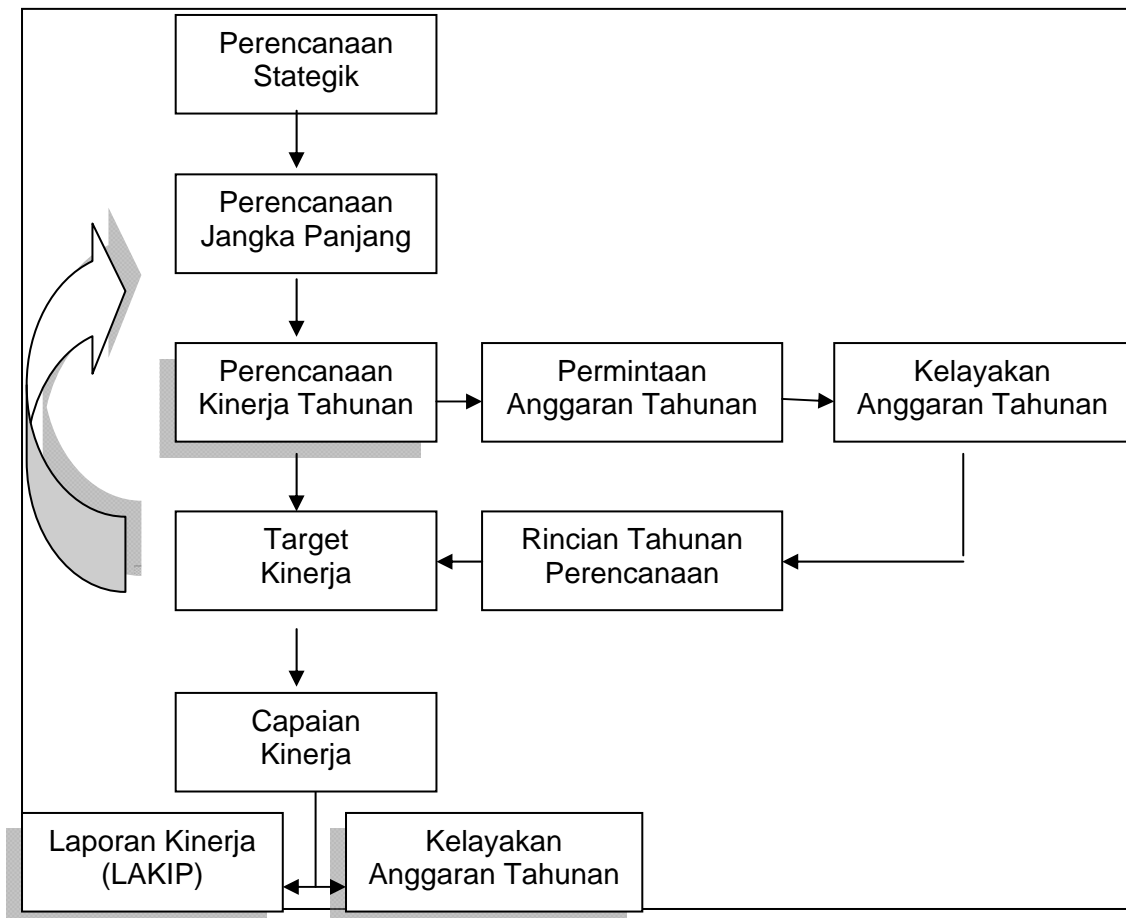 Perencanaan
Stategik
Perencanaan
Jangka Panjang
Perencanaan
Kinerja Tahunan
Permintaan
Anggaran Tahunan
Kelayakan
Anggaran Tahunan
Target
Kinerja
Rincian Tahunan
Perencanaan
Capaian
Kinerja
Laporan Kinerja
(LAKIP)
Kelayakan
Anggaran Tahunan